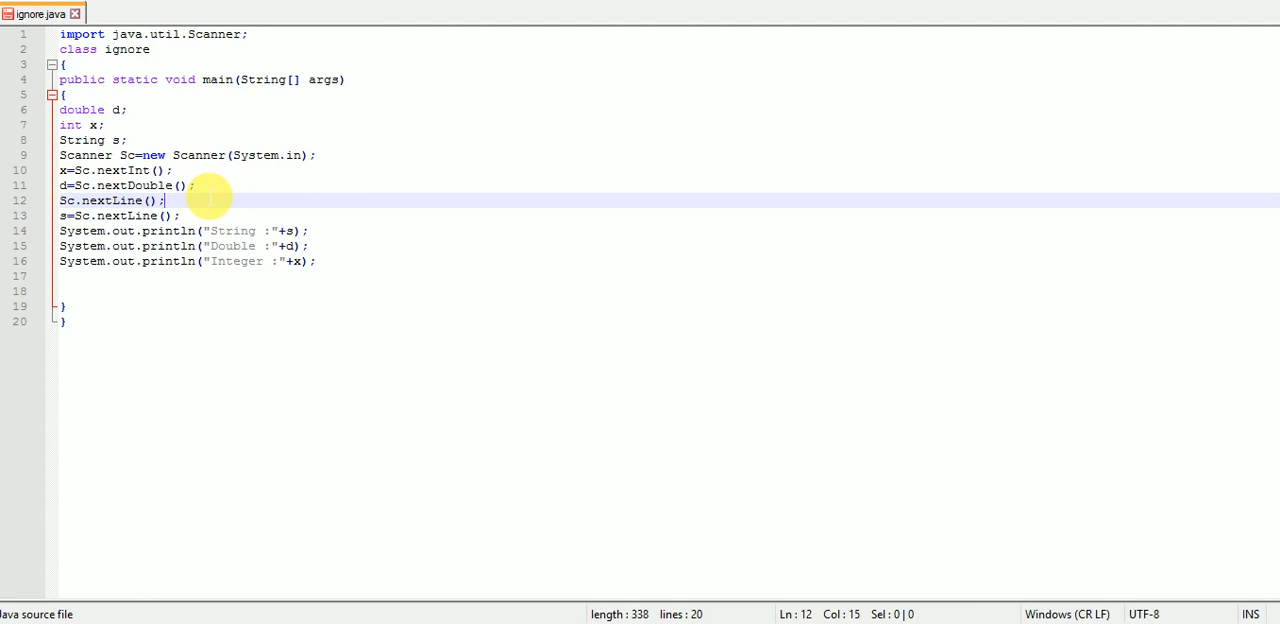 ignore.java
1 import java.util.Scanner;
2 class ignore
3 {
4 public static void main(String[] args)
5 {
6 double d;
7 int x;
8 String s;
9 Scanner Sc=new Scanner(System.in);
10 x=Sc.nextInt();
11 d=Sc.nextDouble();
12 Sc.nextLine();
13 s=Sc.nextLine();
14 System.out.println("String :"+s);
15 System.out.println("Double :"+d);
16 System.out.println("Integer :"+x);
17
18
19 }
20 }
Java source file length : 338 lines : 20 Ln : 12 Col : 15 Sel : 0 | 0 Windows (CR LF) UTF-8 INS